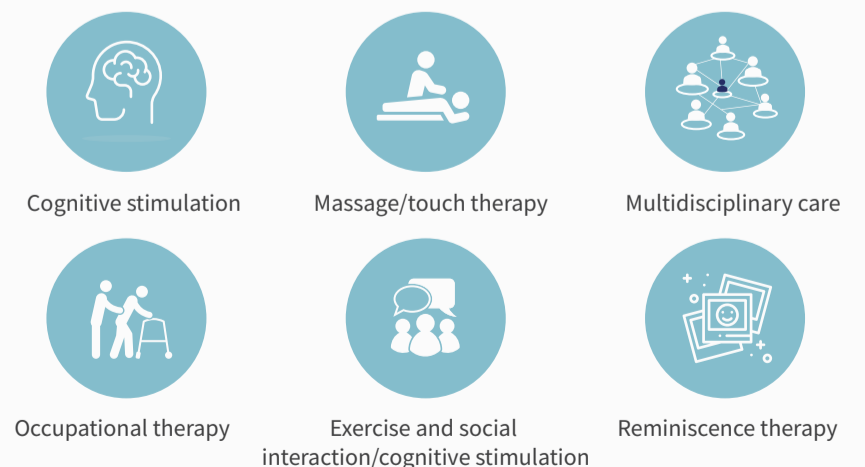 Cognitive stimulation
Massage/touch therapy
Multidisciplinary care
Occupational therapy
Exercise and social
interaction/cognitive stimulation
Reminiscence therapy